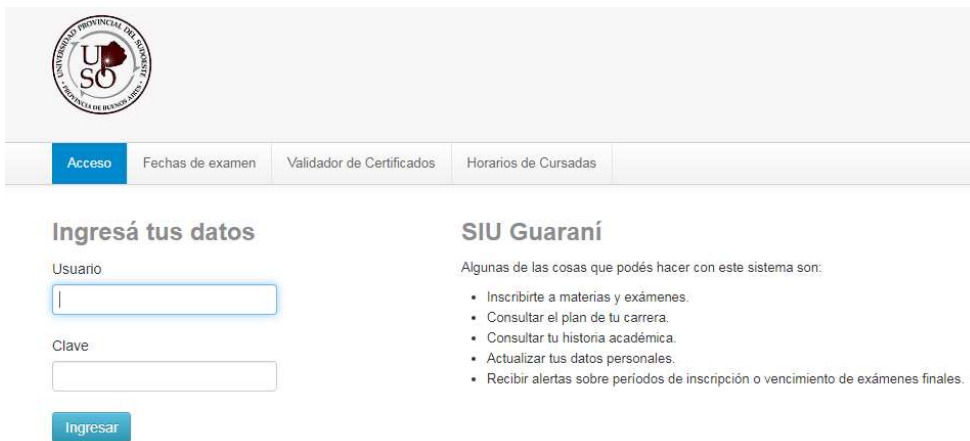 UNIVERSIDAD PROVINCIAL DEL SUDOESTE
UPSO
PROVINCIA DE BUENOS AIRES
Acceso
Fechas de examen
Validador de Certificados
Horarios de Cursadas
Ingresá tus datos
Usuario
Clave
Ingresar
SIU Guaraní
Algunas de las cosas que podés hacer con este sistema son:
• Inscribirte a materias y exámenes.
• Consultar el plan de tu carrera.
• Consultar tu historia académica.
• Actualizar tus datos personales.
• Recibir alertas sobre períodos de inscripción o vencimiento de exámenes finales.